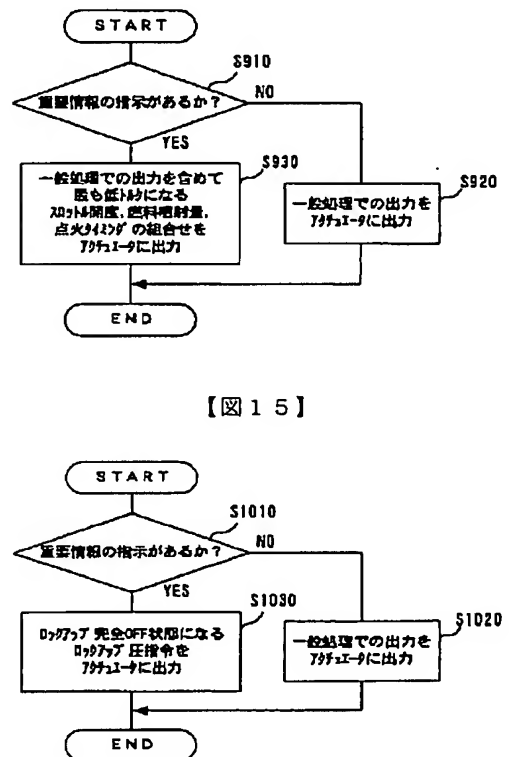 START
S910
重要情報の指示があるか？
NO
YES
S930
一般処理での出力を含めて
最も低トルクになる
スロットル開度, 燃料噴射量,
点火タイミングの組合せを
アクチュエータに出力
S920
一般処理での出力を
アクチュエータに出力
END
【図１５】
START
S1010
重要情報の指示があるか？
NO
YES
S1030
ロックアップ完全OFF状態になる
ロックアップ圧指令を
アクチュエータに出力
S1020
一般処理での出力を
アクチュエータに出力
END